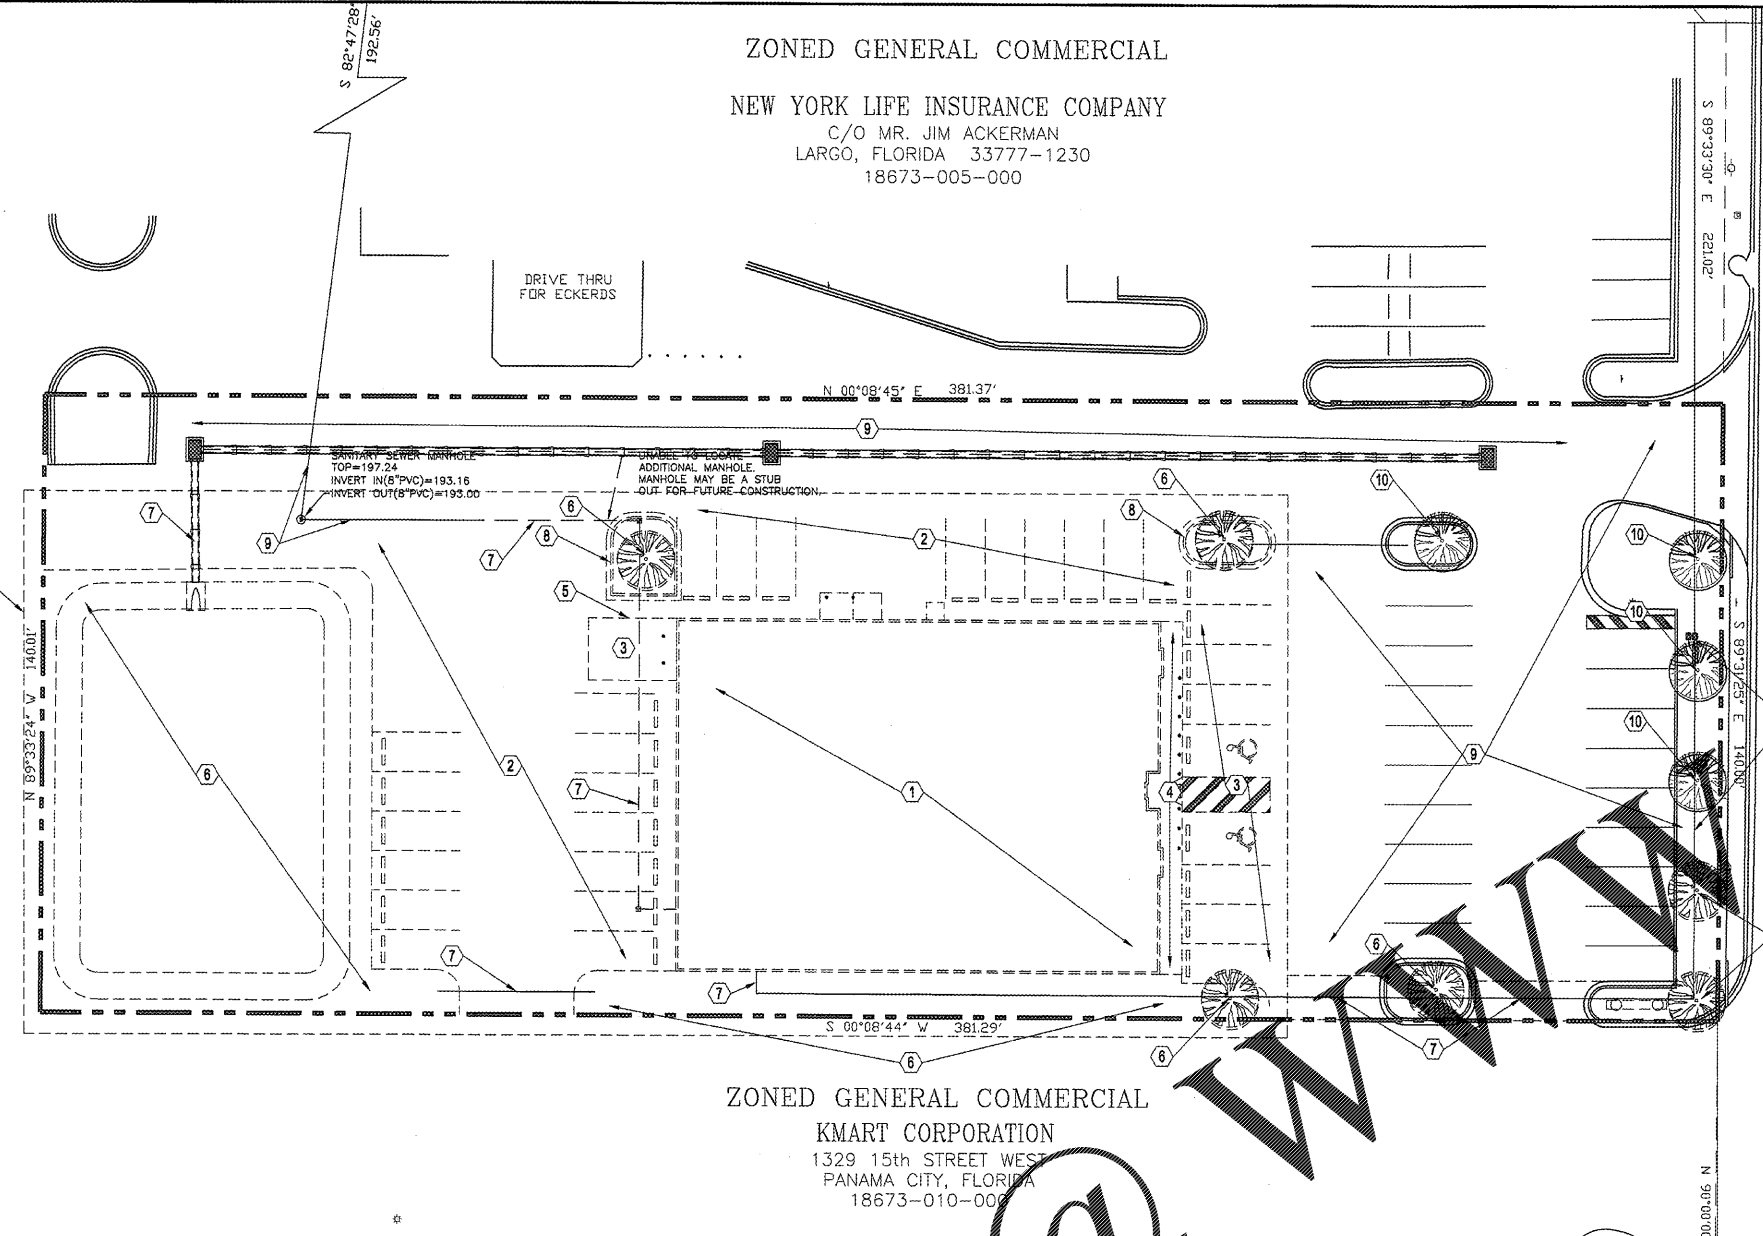 S 82°47'28"
192.56'
ZONED GENERAL COMMERCIAL
NEW YORK LIFE INSURANCE COMPANY
C/O MR. JIM ACKERMAN
LARGO, FLORIDA 33777-1230
18673-005-000
S 89°33'30" E 221.02'
DRIVE THRU
FOR ECKERDS
N 00°08'45" E 381.37'
9
SANITARY SEWER MANHOLE
TOP=197.24
INVERT IN(8"PVC)=193.16
INVERT OUT(8"PVC)=193.00
UNABLE TO LOCATE
ADDITIONAL MANHOLE.
MANHOLE MAY BE A STUB
OUT FOR FUTURE CONSTRUCTION.
6
10
7
6
8
2
8
9
7
10
5
10
3
N 89°33'24" W 140.01'
S 89°31'25" E 140.00'
10
6
2
7
1
4
3
9
7
7
6
S 00°08'44" W 381.29'
6
6
7
ZONED GENERAL COMMERCIAL
KMART CORPORATION
1329 15th STREET WEST
PANAMA CITY, FLORIDA
18673-010-000
N 90°00'00
WWW
@